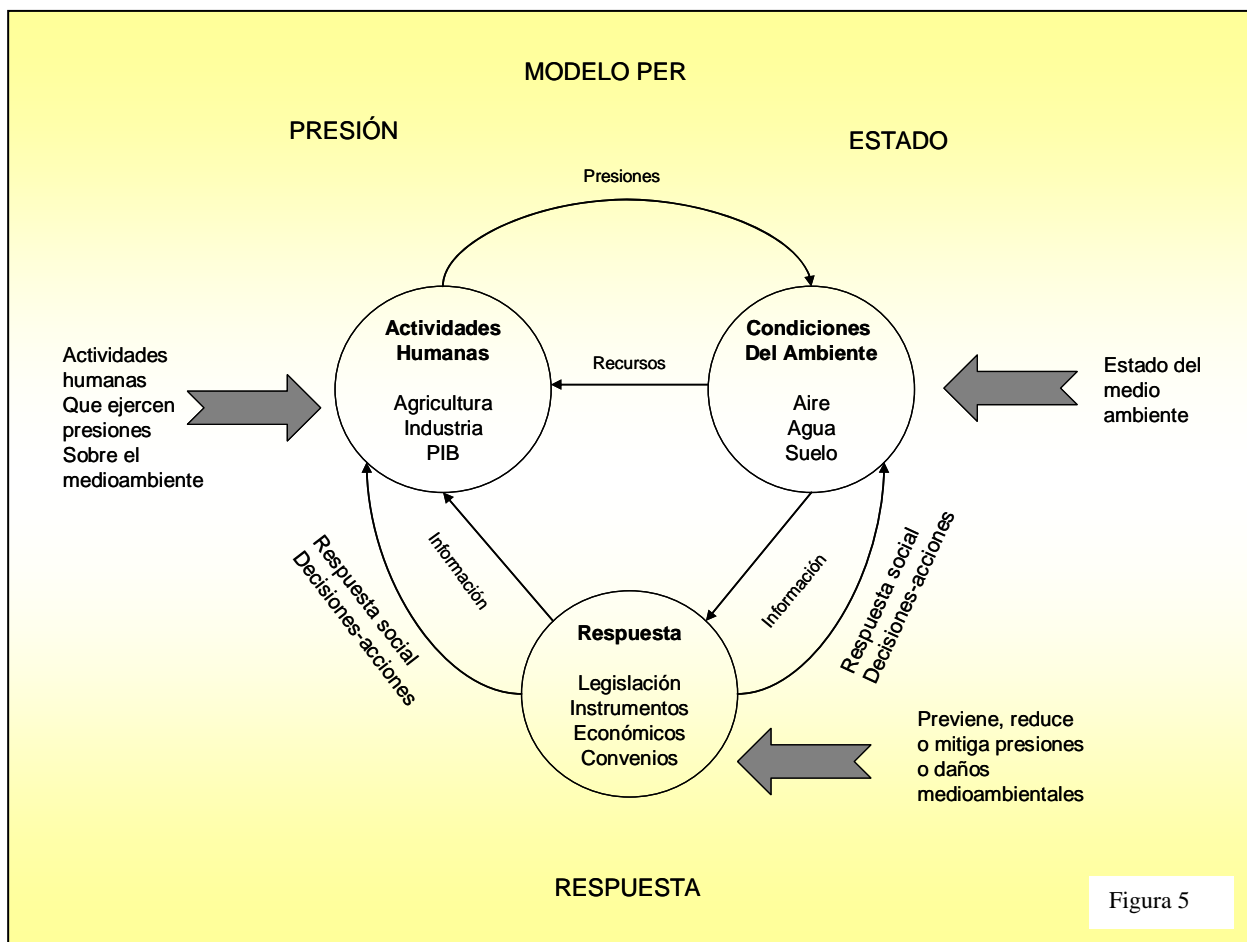 MODELO PER
PRESIÓN
ESTADO
Presiones
Actividades
Humanas
Agricultura
Industria
PIB
Condiciones
Del Ambiente
Aire
Agua
Suelo
Recursos
Actividades
humanas
Que ejercen
presiones
Sobre el
medioambiente
Estado del
medio
ambiente
Respuesta social
Decisiones-acciones
Información
Información
Respuesta social
Decisiones-acciones
Respuesta
Legislación
Instrumentos
Económicos
Convenios
Previene, reduce
o mitiga presiones
o daños
medioambientales
RESPUESTA
Figura 5